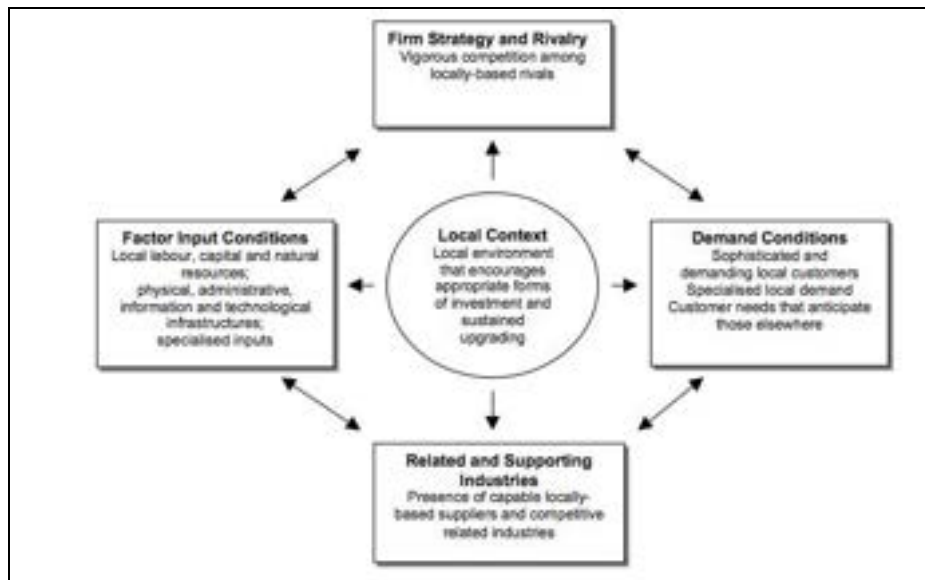 Firm Strategy and Rivalry
Vigorous competition among
locally-based rivals
Factor Input Conditions
Local labour, capital and natural
resources;
physical, administrative,
information and technological
infrastructures;
specialised inputs
Local Context
Local environment
that encourages
appropriate forms
of investment and
sustained
upgrading
Demand Conditions
Sophisticated and
demanding local customers
Specialised local demand
Customer needs that anticipate
those elsewhere
Related and Supporting
Industries
Presence of capable locally-
based suppliers and competitive
related industries